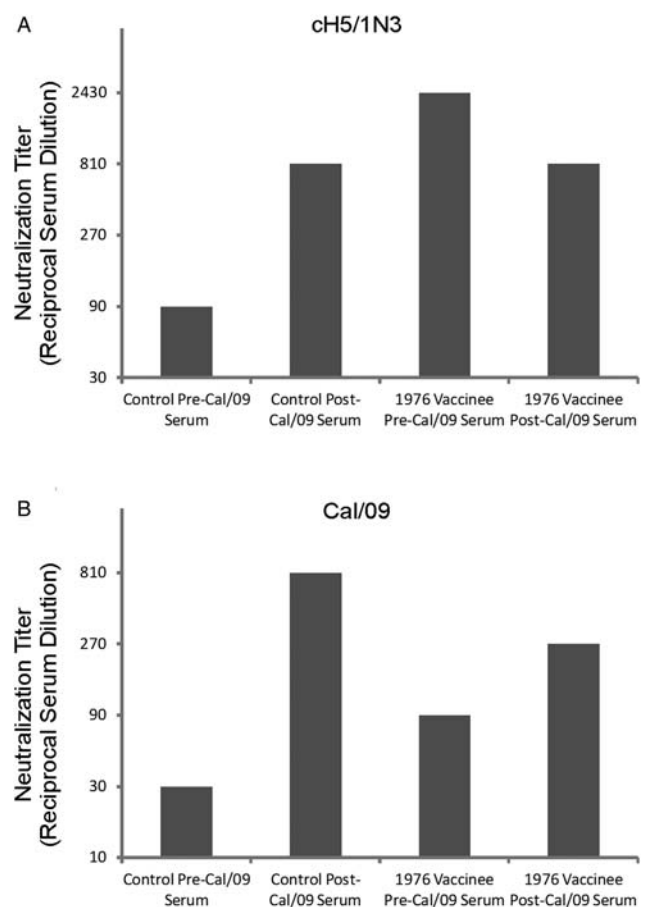 A
cH5/1N3
Neutralization Titer
(Reciprocal Serum Dilution)
2430
810
270
90
30
Control Pre-Cal/09
Serum
Control Post-
Cal/09 Serum
1976 Vaccinee
Pre-Cal/09 Serum
1976 Vaccinee
Post-Cal/09 Serum
B
Cal/09
Neutralization Titer
(Reciprocal Serum Dilution)
810
270
90
30
10
Control Pre-Cal/09
Serum
Control Post-
Cal/09 Serum
1976 Vaccinee
Pre-Cal/09 Serum
1976 Vaccinee
Post-Cal/09 Serum